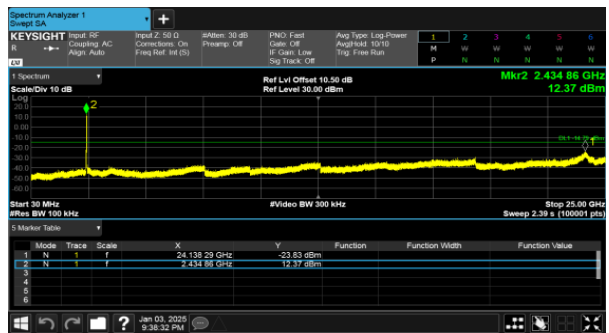 Spectrum Analyzer 1
Swept SA
KEYSIGHT Input: RF Input Z: 50 Ω #Atten: 30 dB PNO: Fast Avg Type: Log-Power 1 2 3 4 5 6
R Coupling: AC Corrections: On Preamp: Off Gate: Off Avg|Hold: 10/10 M W W W W W
Align: Auto Freq Ref: Int (S) IF Gain: Low Trig: Free Run
Sig Track: Off P N N N N N
1 Spectrum Ref Lvl Offset 10.50 dB Mkr2 2.434 86 GHz
Scale/Div 10 dB Ref Level 30.00 dBm 12.37 dBm
Log
20.0
10.0
0.00
-10.0
-20.0
-30.0
-40.0
-50.0
-60.0
2
1
Start 30 MHz #Video BW 300 kHz Stop 25.00 GHz
#Res BW 100 kHz Sweep 2.39 s (100001 pts)
5 Marker Table
Mode Trace Scale X Y Function Function Width Function Value
1 N 1 f 24.138 29 GHz -23.83 dBm
2 N 1 f 2.434 86 GHz 12.37 dBm
3
4
5
6
? Jan 03, 2025
9:38:32 PM